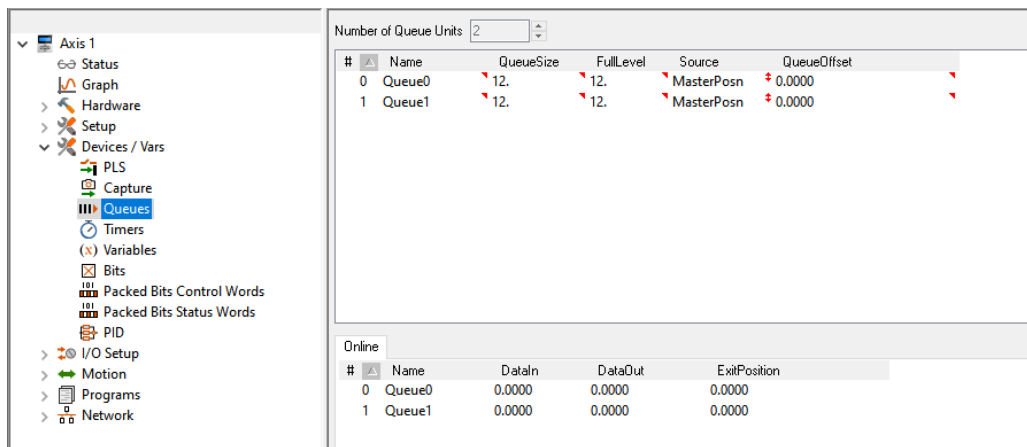 Axis 1
Status
Graph
Hardware
Setup
Devices / Vars
PLS
Capture
Queues
Timers
(x) Variables
Bits
101 Packed Bits Control Words
101 Packed Bits Status Words
PID
I/O Setup
Motion
Programs
Network
Number of Queue Units 2
# Name QueueSize FullLevel Source QueueOffset
0 Queue0 12. 12. MasterPosn 0.0000
1 Queue1 12. 12. MasterPosn 0.0000
Online
# Name DataIn DataOut ExitPosition
0 Queue0 0.0000 0.0000 0.0000
1 Queue1 0.0000 0.0000 0.0000